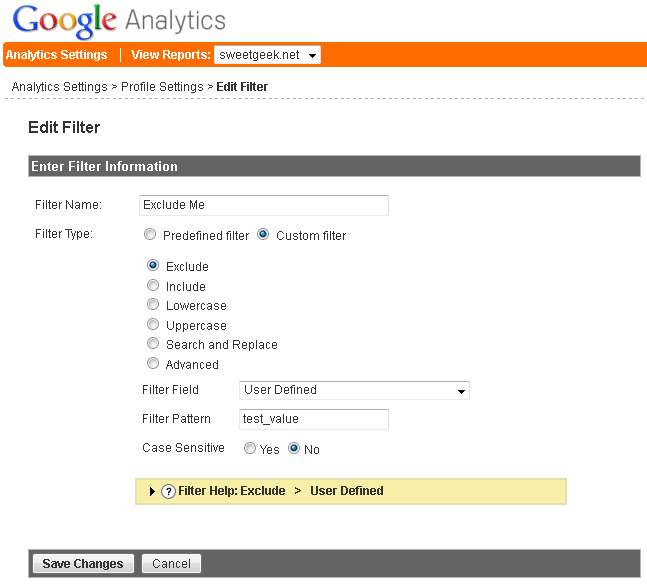 Google Analytics
Analytics Settings | View Reports: sweetgeek.net
Analytics Settings > Profile Settings > Edit Filter
Edit Filter
Enter Filter Information
Filter Name: Exclude Me
Filter Type: Predefined filter Custom filter
Exclude
Include
Lowercase
Uppercase
Search and Replace
Advanced
Filter Field User Defined
Filter Pattern test_value
Case Sensitive Yes No
? Filter Help: Exclude > User Defined
Save Changes Cancel